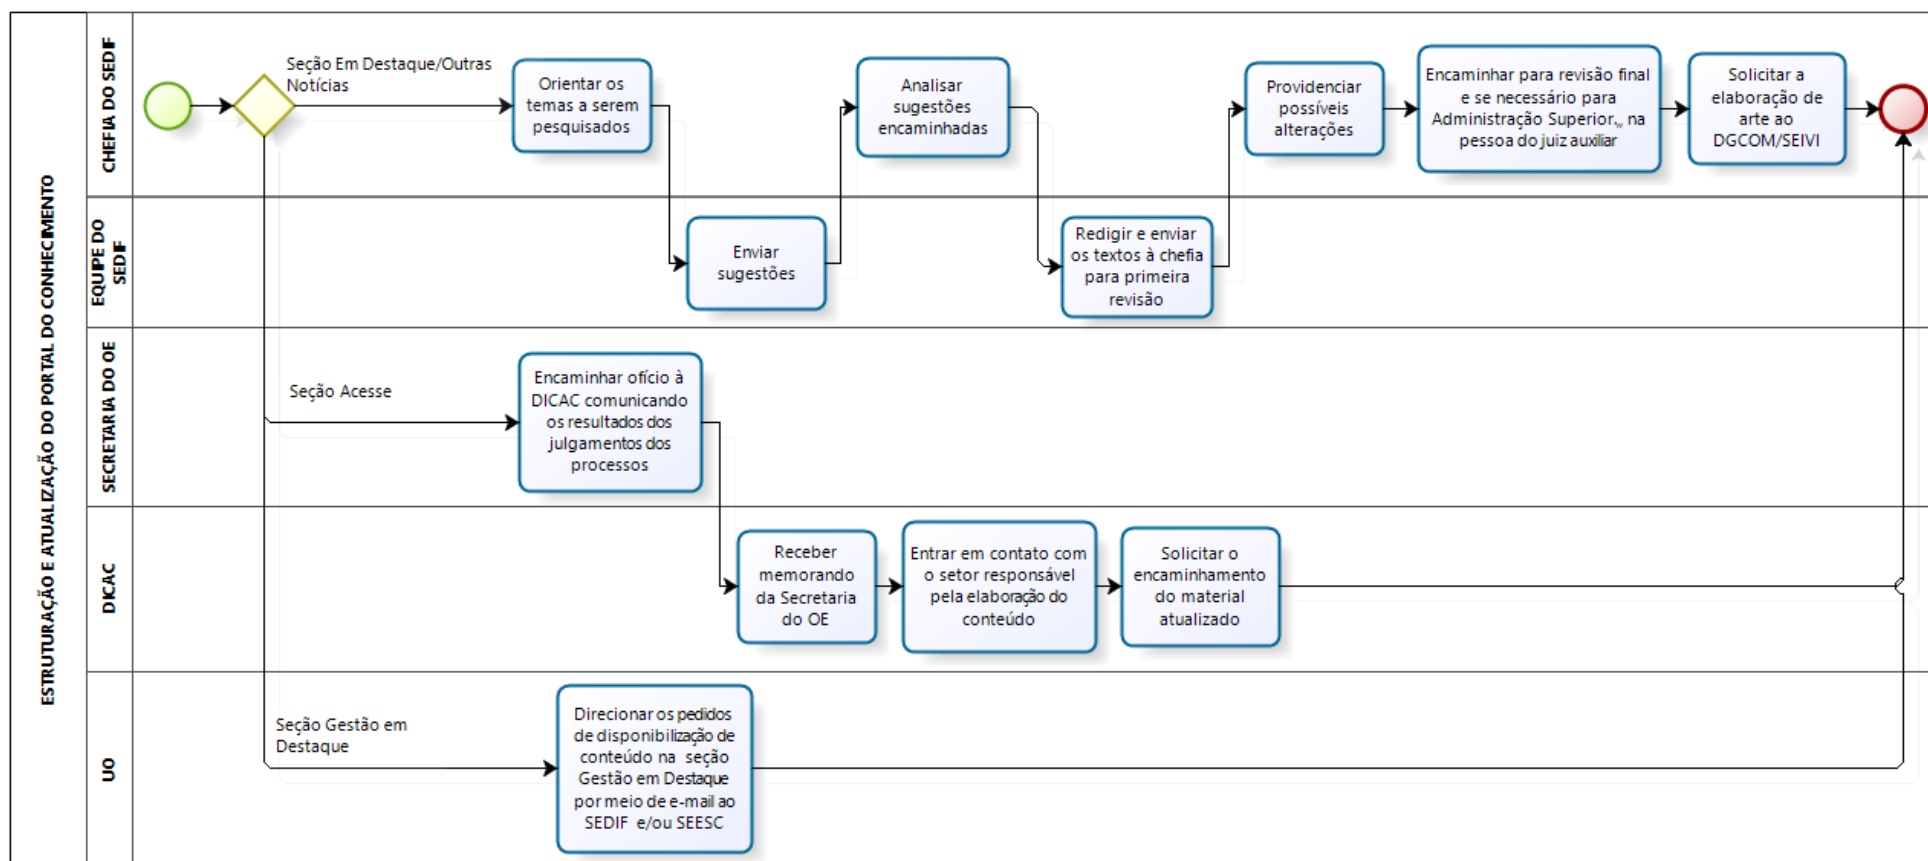 ESTRUTURAÇÃO E ATUALIZAÇÃO DO PORTAL DO CONHECIMENTO
CHEFIA DO SEDIF
Seção Em Destaque/Outras
Notícias
Orientar os
temas a serem
pesquisados
Analisar
sugestões
encaminhadas
Providenciar
possíveis
alterações
Encaminhar para revisão final
e se necessário para
Administração Superior,, na
pessoa do juiz auxiliar
Solicitar a
elaboração de
arte ao
DGCOM/SEIVI
EQUIPE DO
SEDIF
Enviar
sugestões
Redigir e enviar
os textos à chefia
para primeira
revisão
SECRETARIA DO OE
Seção Acesse
Encaminhar ofício à
DICAC comunicando
os resultados dos
julgamentos dos
processos
DICAC
Receber
memorando
da Secretaria
do OE
Entrar em contato com
o setor responsável
pela elaboração do
conteúdo
Solicitar o
encaminhamento
do material
atualizado
UO
Seção Gestão em
Destaque
Direcionar os pedidos
de disponibilização de
conteúdo na seção
Gestão em Destaque
por meio de e-mail ao
SEDIF e/ou SEESC